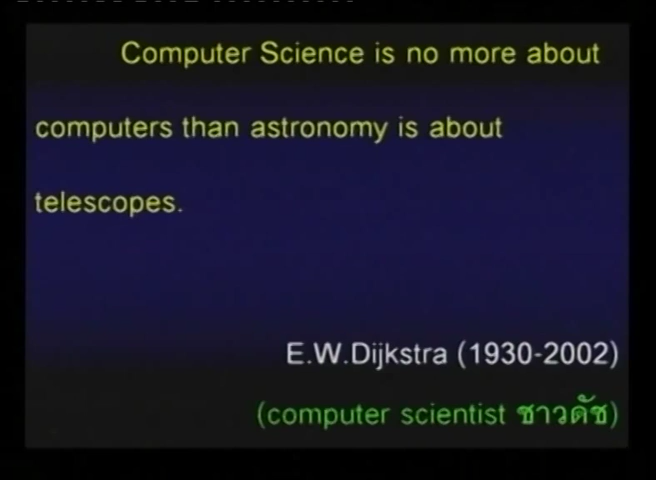 Computer Science is no more about
computers than astronomy is about
telescopes.
E.W.Dijkstra (1930-2002)
(computer scientist ชาวดัช)